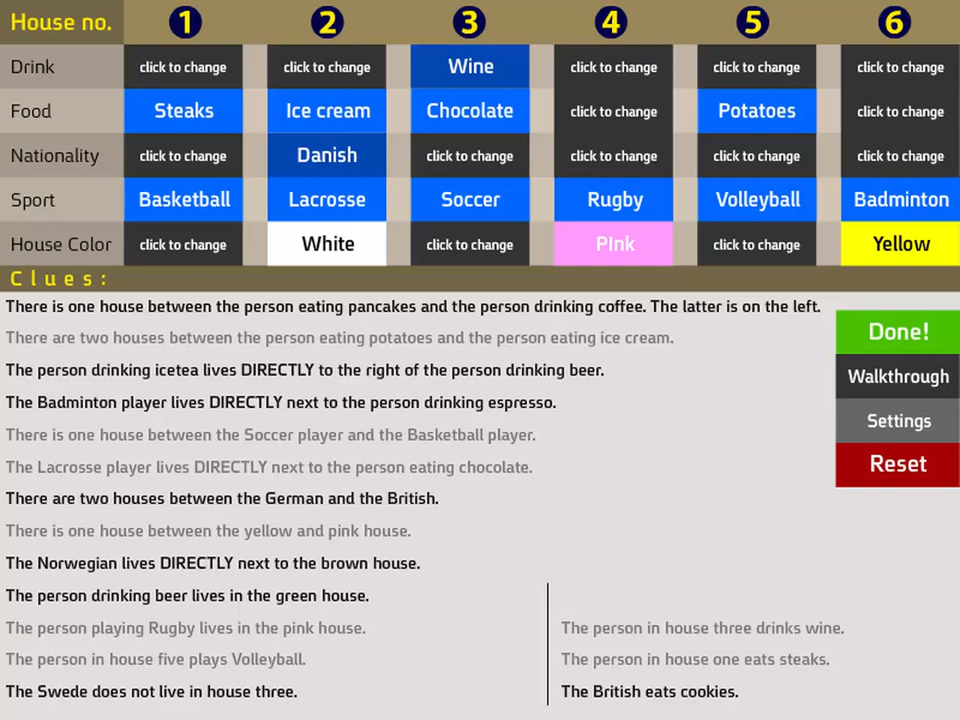 House no. 1 2 3 4 5 6
Drink click to change click to change Wine click to change click to change click to change
Food Steaks Ice cream Chocolate click to change Potatoes click to change
Nationality click to change Danish click to change click to change click to change click to change
Sport Basketball Lacrosse Soccer Rugby Volleyball Badminton
House Color click to change White click to change PInk click to change Yellow
Clues:
There is one house between the person eating pancakes and the person drinking coffee. The latter is on the left.
There are two houses between the person eating potatoes and the person eating ice cream.
The person drinking icetea lives DIRECTLY to the right of the person drinking beer.
The Badminton player lives DIRECTLY next to the person drinking espresso.
There is one house between the Soccer player and the Basketball player.
The Lacrosse player lives DIRECTLY next to the person eating chocolate.
There are two houses between the German and the British.
There is one house between the yellow and pink house.
The Norwegian lives DIRECTLY next to the brown house.
The person drinking beer lives in the green house.
The person playing Rugby lives in the pink house.
The person in house five plays Volleyball.
The Swede does not live in house three.
The person in house three drinks wine.
The person in house one eats steaks.
The British eats cookies.
Done!
Walkthrough
Settings
Reset